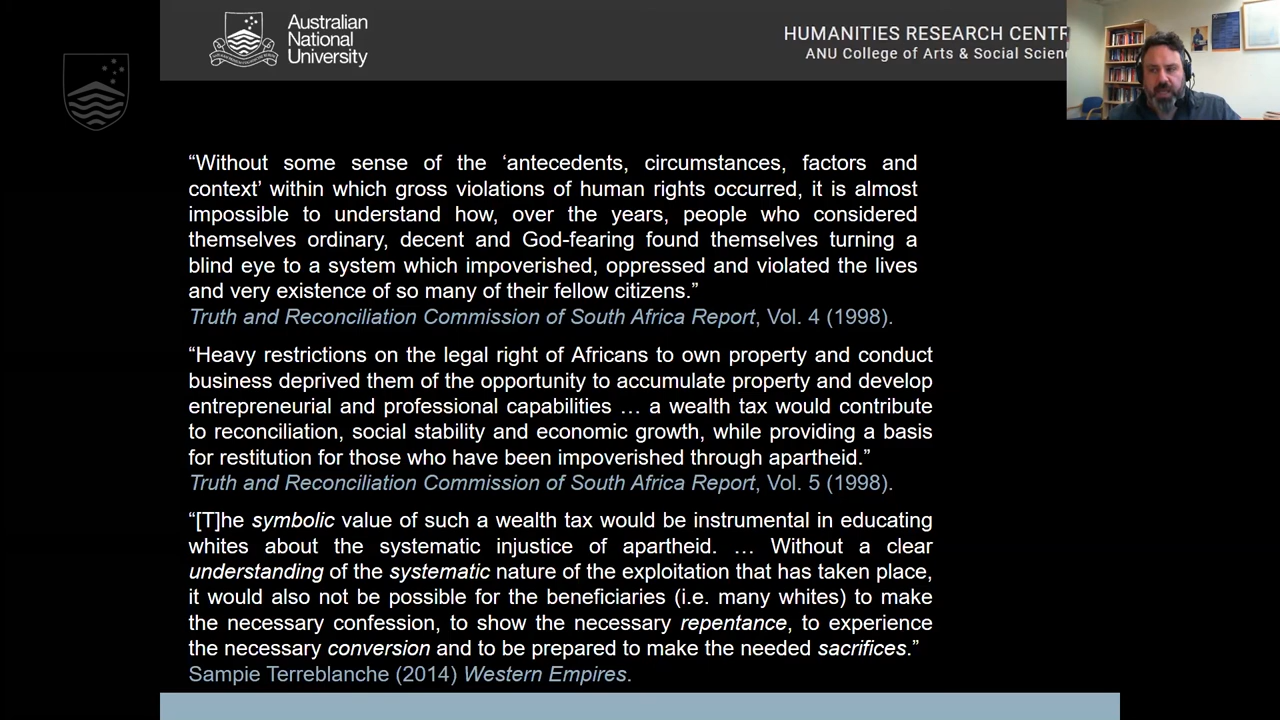 Australian
National
University
HUMANITIES RESEARCH CENTR
ANU College of Arts & Social Scien
“Without some sense of the ‘antecedents, circumstances, factors and
context’ within which gross violations of human rights occurred, it is almost
impossible to understand how, over the years, people who considered
themselves ordinary, decent and God-fearing found themselves turning a
blind eye to a system which impoverished, oppressed and violated the lives
and very existence of so many of their fellow citizens.”
Truth and Reconciliation Commission of South Africa Report, Vol. 4 (1998).
“Heavy restrictions on the legal right of Africans to own property and conduct
business deprived them of the opportunity to accumulate property and develop
entrepreneurial and professional capabilities … a wealth tax would contribute
to reconciliation, social stability and economic growth, while providing a basis
for restitution for those who have been impoverished through apartheid.”
Truth and Reconciliation Commission of South Africa Report, Vol. 5 (1998).
“[T]he symbolic value of such a wealth tax would be instrumental in educating
whites about the systematic injustice of apartheid. … Without a clear
understanding of the systematic nature of the exploitation that has taken place,
it would also not be possible for the beneficiaries (i.e. many whites) to make
the necessary confession, to show the necessary repentance, to experience
the necessary conversion and to be prepared to make the needed sacrifices.”
Sampie Terreblanche (2014) Western Empires.